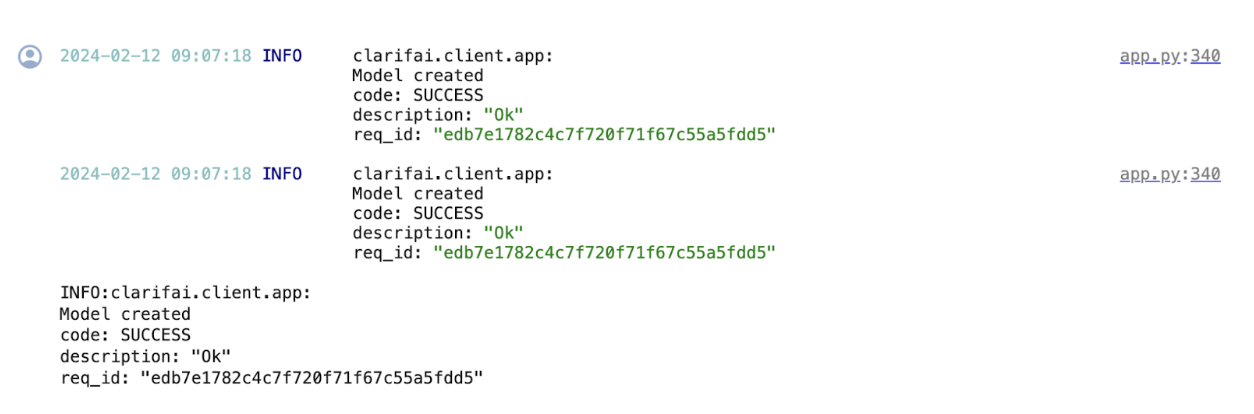 2024-02-12 09:07:18 INFO clarifai.client.app: app.py:340
Model created
code: SUCCESS
description: "Ok"
req_id: "edb7e1782c4c7f720f71f67c55a5fdd5"
2024-02-12 09:07:18 INFO clarifai.client.app: app.py:340
Model created
code: SUCCESS
description: "Ok"
req_id: "edb7e1782c4c7f720f71f67c55a5fdd5"
INFO:clarifai.client.app:
Model created
code: SUCCESS
description: "Ok"
req_id: "edb7e1782c4c7f720f71f67c55a5fdd5"